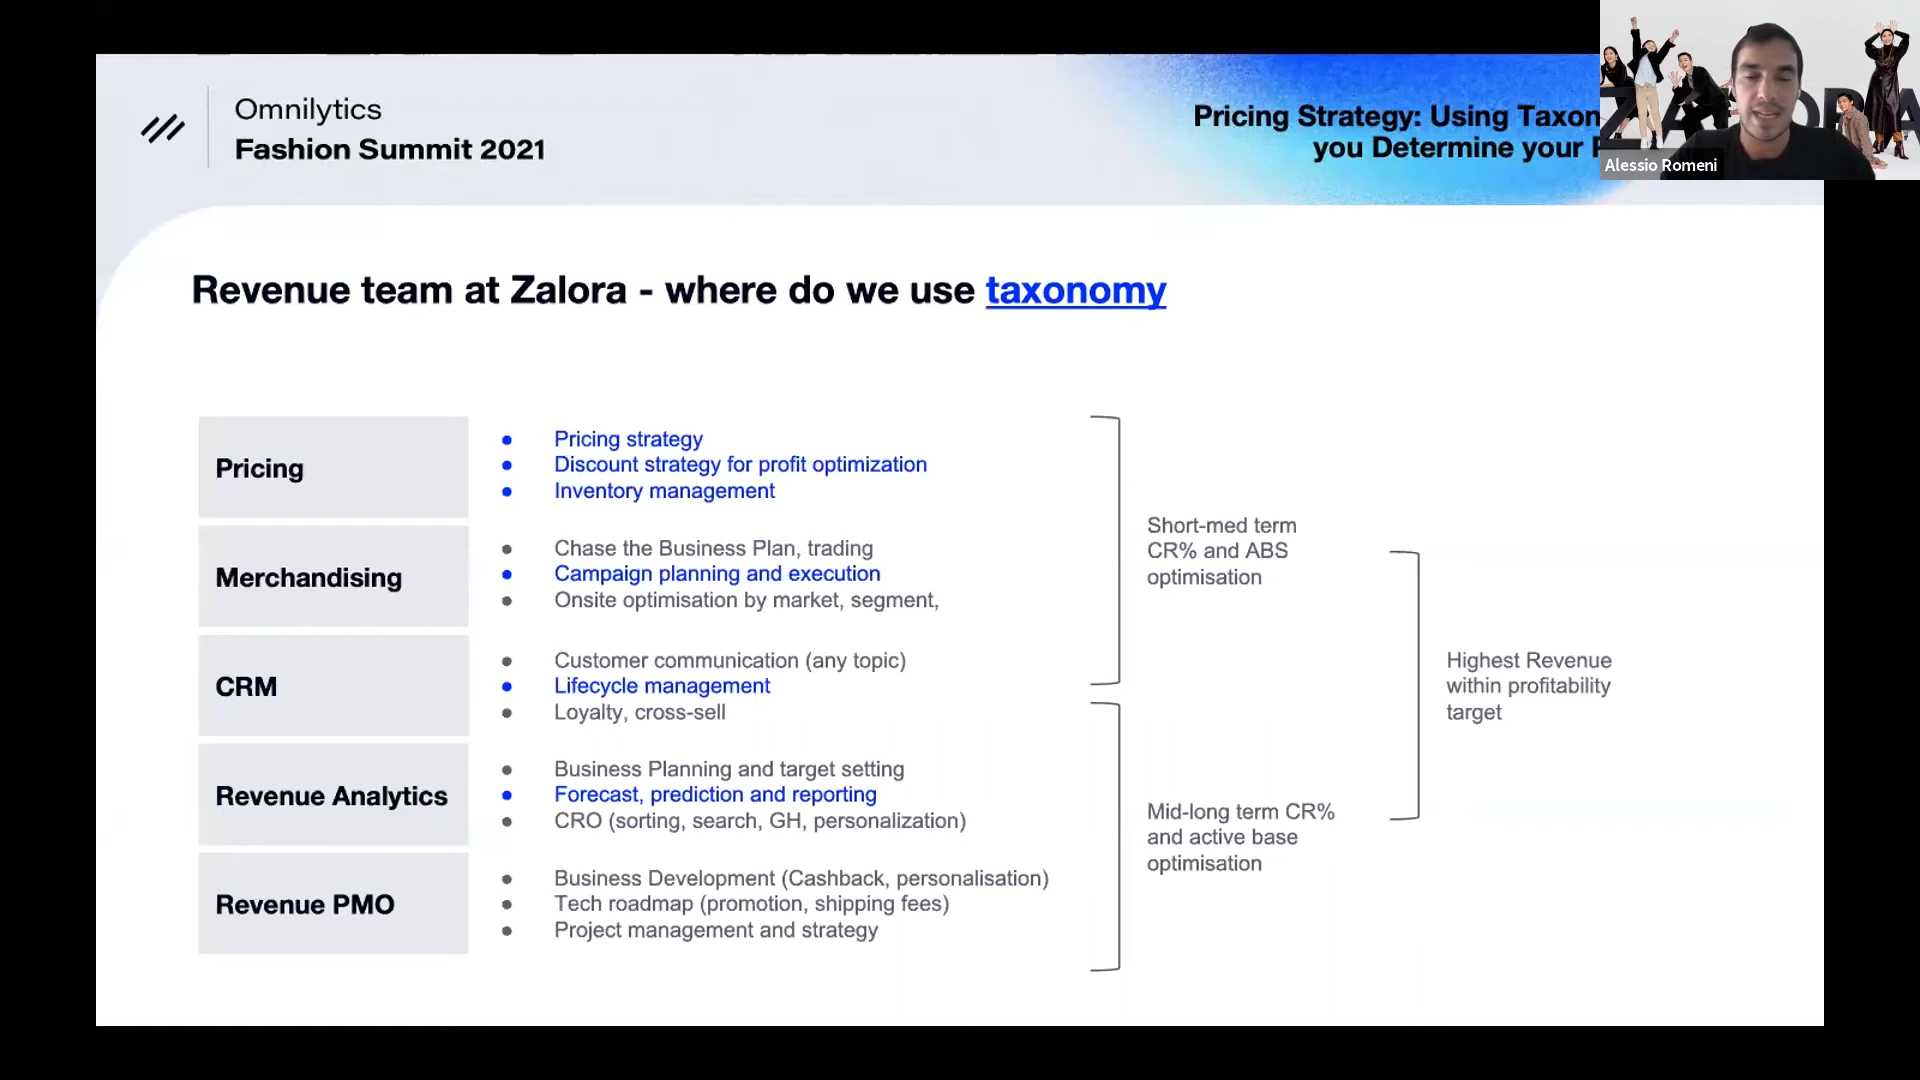 Omnilytics
Fashion Summit 2021
Pricing Strategy: Using
you Determine your
Alessio Romeni
Revenue team at Zalora - where do we use taxonomy
Pricing
Pricing strategy
Discount strategy for profit optimization
Inventory management
Merchandising
Chase the Business Plan, trading
Campaign planning and execution
Onsite optimisation by market, segment,
CRM
Customer communication (any topic)
Lifecycle management
Loyalty, cross-sell
Revenue Analytics
Business Planning and target setting
Forecast, prediction and reporting
CRO (sorting, search, GH, personalization)
Revenue PMO
Business Development (Cashback, personalisation)
Tech roadmap (promotion, shipping fees)
Project management and strategy
Short-med term
CR% and ABS
optimisation
Mid-long term CR%
and active base
optimisation
Highest Revenue
within profitability
target